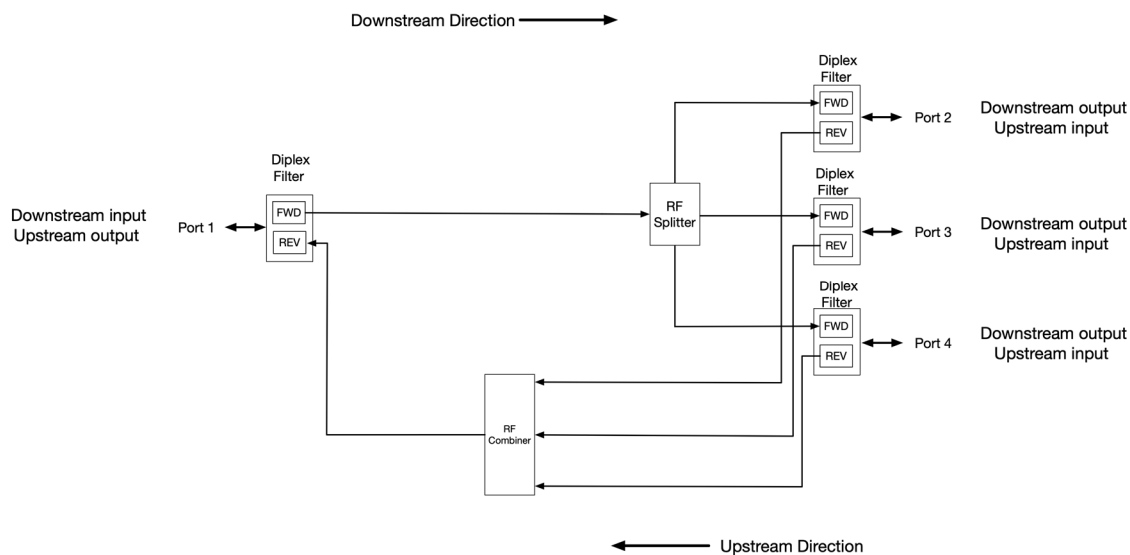 Downstream Direction
Diplex
Filter
FWD
REV
Port 2
Downstream output
Upstream input
Diplex
Filter
FWD
REV
Downstream input
Upstream output
Port 1
RF
Splitter
Diplex
Filter
FWD
REV
Port 3
Downstream output
Upstream input
Diplex
Filter
FWD
REV
Port 4
Downstream output
Upstream input
RF
Combiner
Upstream Direction